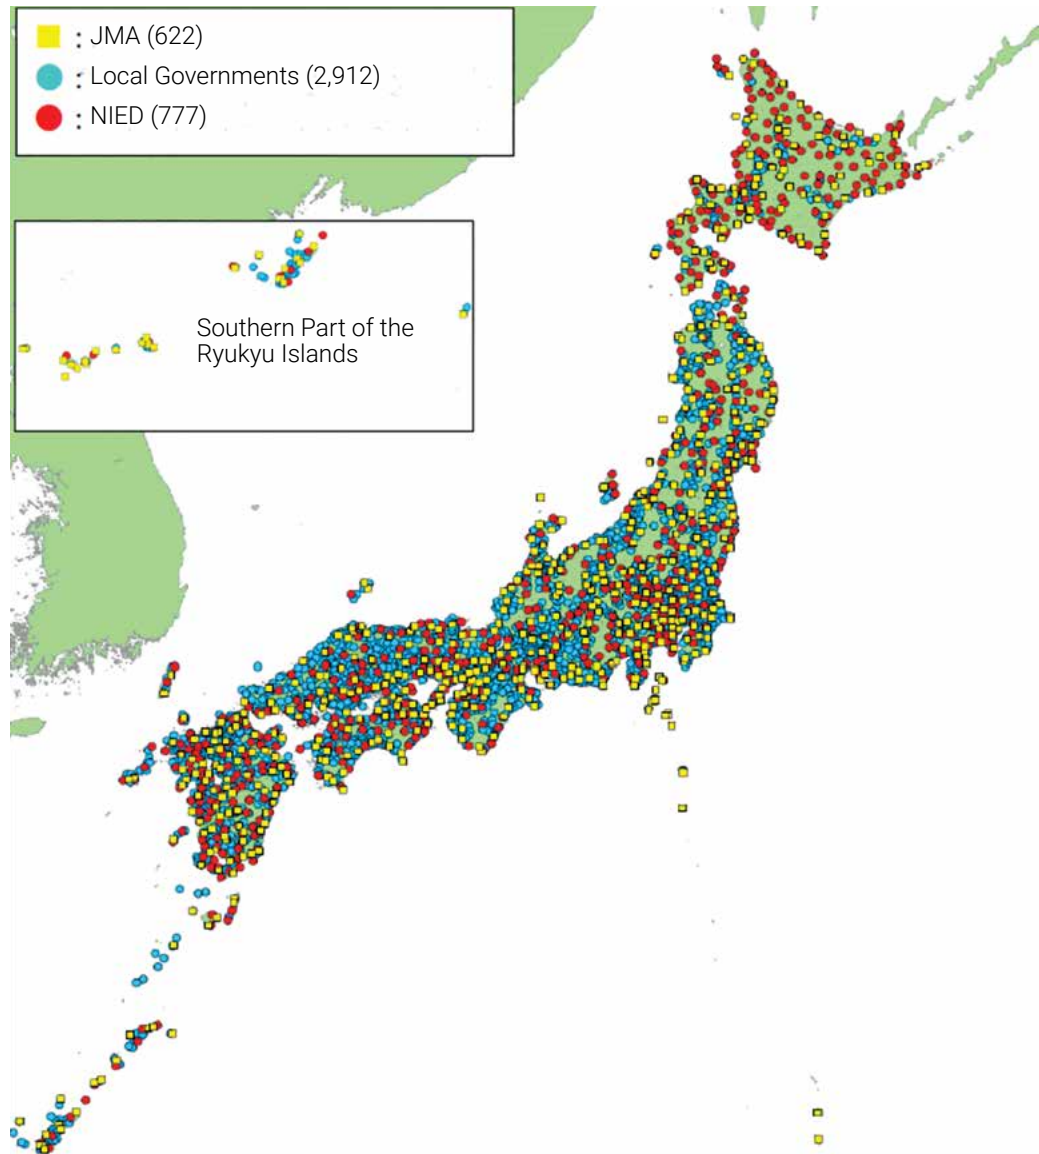 : JMA (622)
: Local Governments (2,912)
: NIED (777)
Southern Part of the
Ryukyu Islands